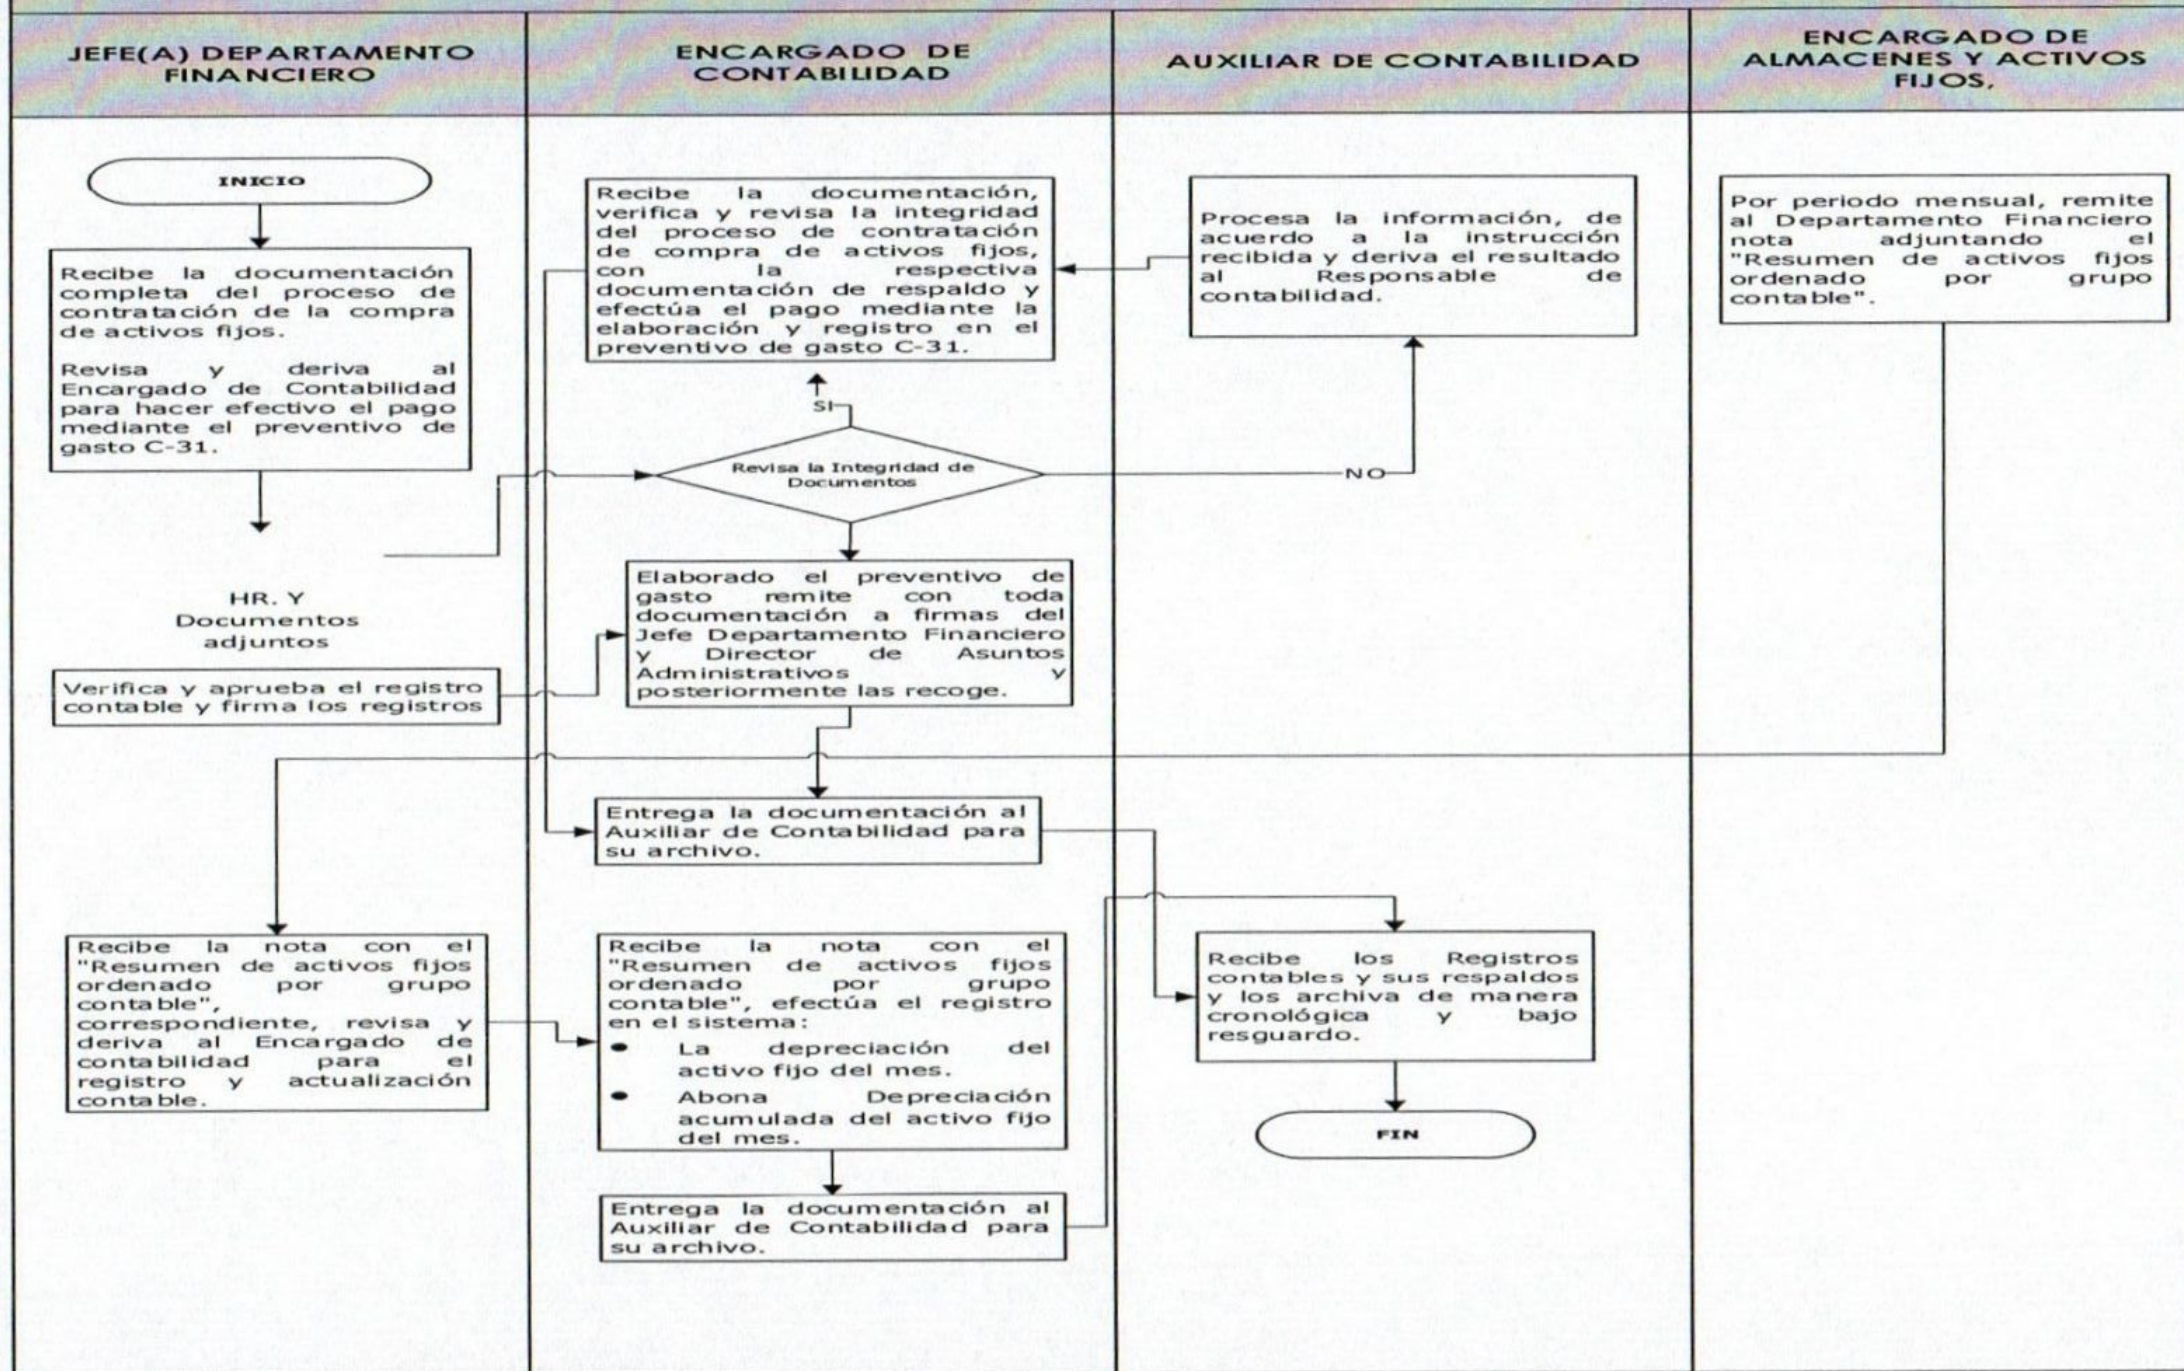 JEFE(A) DEPARTAMENTO
FINANCIERO
ENCARGADO DE
CONTABILIDAD
AUXILIAR DE CONTABILIDAD
ENCARGADO DE
ALMACENES Y ACTIVOS
FIJOS.
INICIO
Recibe la documentación
completa del proceso de
contratación de la compra
de activos fijos.
Revisa y deriva al
Encargado de Contabilidad
para hacer efectivo el pago
mediante el preventivo de
gasto C-31.
HR. Y
Documentos
adjuntos
Verifica y aprueba el registro
contable y firma los registros
Recibe la nota con el
"Resumen de activos fijos
ordenado por grupo
contable",
correspondiente, revisa y
deriva al Encargado de
contabilidad para el
registro y actualización
contable.
Recibe la documentación,
verifica y revisa la integridad
del proceso de contratación
de compra de activos fijos,
con la respectiva
documentación de respaldo y
efectúa el pago mediante la
elaboración y registro en el
preventivo de gasto C-31.
SI
Revisa la Integridad de
Documentos
NO
Elaborado el preventivo de
gasto remite con toda
documentación a firmas del
Jefe Departamento Financiero
y Director de Asuntos
Administrativos y
posteriormente las recoge.
Entrega la documentación al
Auxiliar de Contabilidad para
su archivo.
Recibe la nota con el
"Resumen de activos fijos
ordenado por grupo
contable", efectúa el registro
en el sistema:
● La depreciación del
activo fijo del mes.
● Abona Depreciación
acumulada del activo fijo
del mes.
Entrega la documentación al
Auxiliar de Contabilidad para
su archivo.
Procesa la información, de
acuerdo a la instrucción
recibida y deriva el resultado
al Responsable de
contabilidad.
Recibe los Registros
contables y sus respaldos
y los archiva de manera
cronológica y bajo
resguardo.
FIN
Por periodo mensual, remite
al Departamento Financiero
nota adjuntando el
"Resumen de activos fijos
ordenado por grupo
contable".